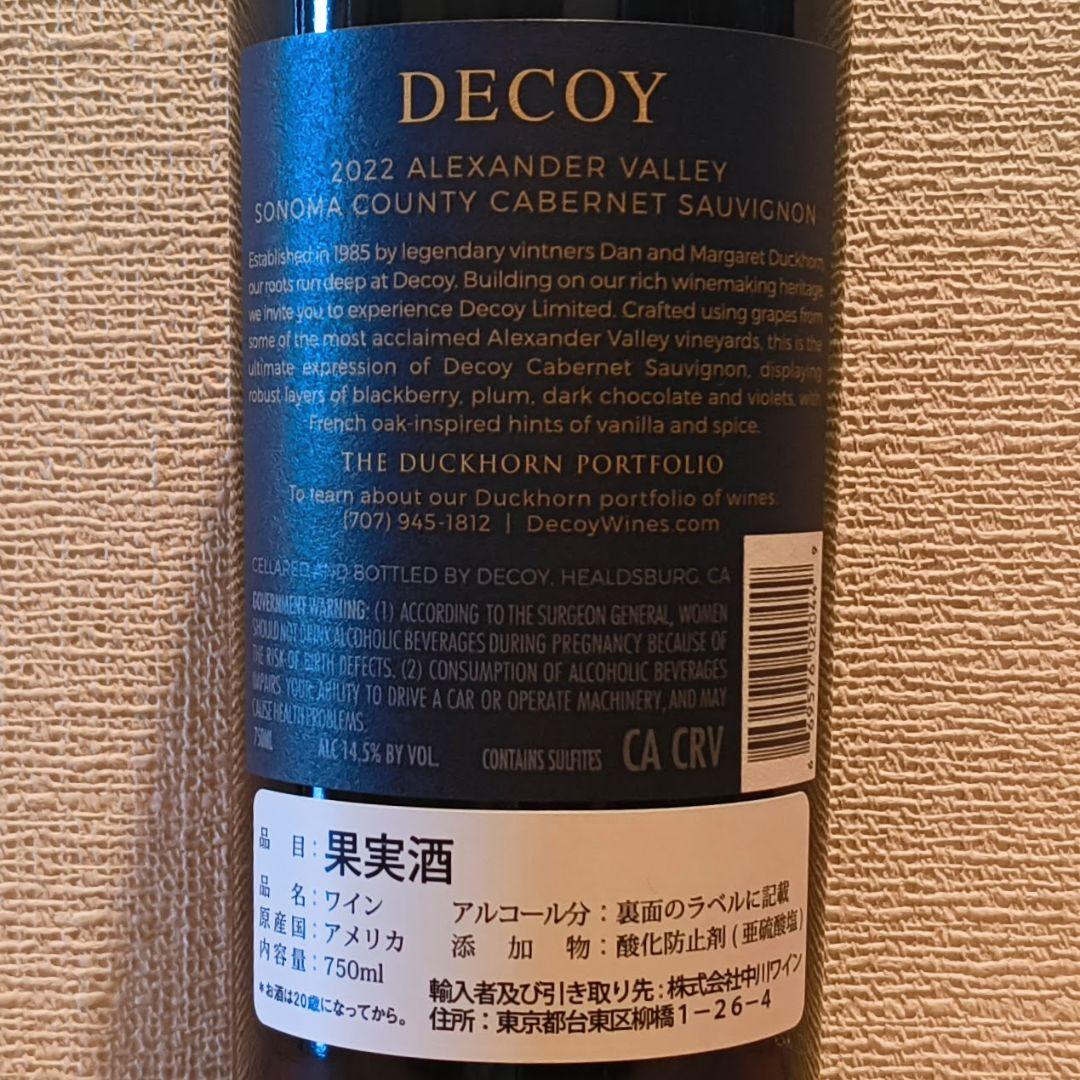 DECOY
2022 ALEXANDER VALLEY
SONOMA COUNTY CABERNET SAUVIGNON
Established in 1985 by legendary vintners Dan and Margaret Duckhorn,
our roots run deep at Decoy. Building on our rich winemaking heritage,
we invite you to experience Decoy Limited. Crafted using grapes from
some of the most acclaimed Alexander Valley vineyards, this is the
ultimate expression of Decoy Cabernet Sauvignon, displaying
robust layers of blackberry, plum, dark chocolate and violets, with
French oak-inspired hints of vanilla and spice.
THE DUCKHORN PORTFOLIO
To learn about our Duckhorn portfolio of wines:
(707) 945-1812 | DecoyWines.com
CELLARED AND BOTTLED BY DECOY, HEALDSBURG, CA
GOVERNMENT WARNING: (1) ACCORDING TO THE SURGEON GENERAL, WOMEN
SHOULD NOT DRINK ALCOHOLIC BEVERAGES DURING PREGNANCY BECAUSE OF
THE RISK OF BIRTH DEFECTS. (2) CONSUMPTION OF ALCOHOLIC BEVERAGES
IMPAIRS YOUR ABILITY TO DRIVE A CAR OR OPERATE MACHINERY, AND MAY
CAUSE HEALTH PROBLEMS.
750ML ALC 14.5% BY VOL. CONTAINS SULFITES CA CRV
品目:果実酒
品名:ワイン
原産国:アメリカ
内容量:750ml
*お酒は20歳になってから。
アルコール分:裏面のラベルに記載
添加物:酸化防止剤(亜硫酸塩)
輸入者及び引き取り先:株式会社中川ワイン
住所:東京都台東区柳橋1-26-4